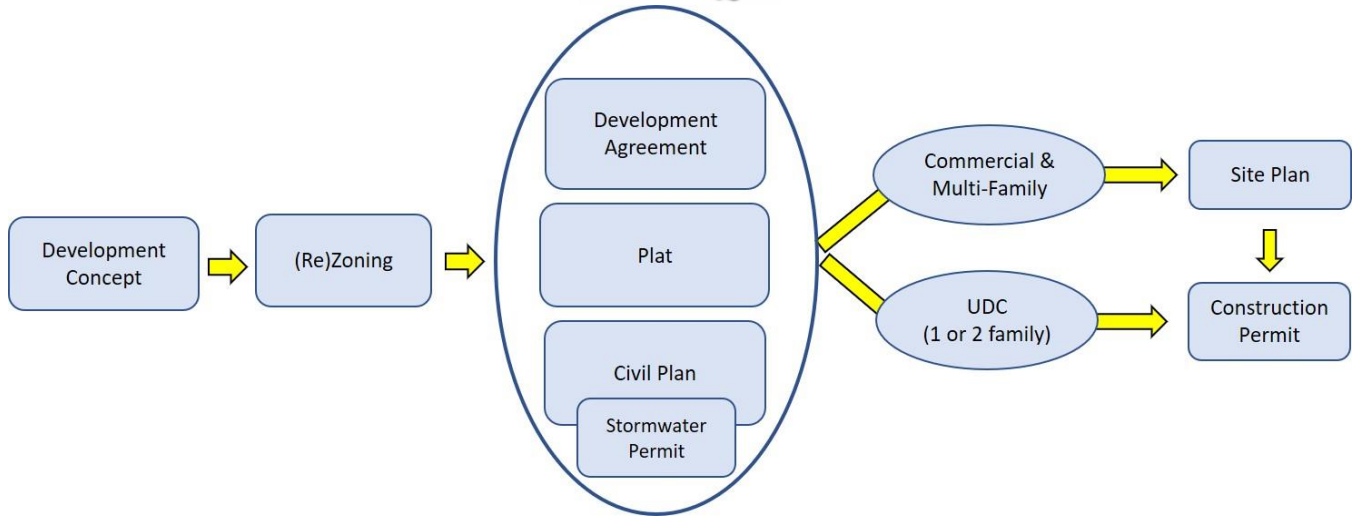 Development
Concept
(Re)Zoning
Development
Agreement
Plat
Civil Plan
Stormwater
Permit
Commercial &
Multi-Family
UDC
(1 or 2 family)
Site Plan
Construction
Permit